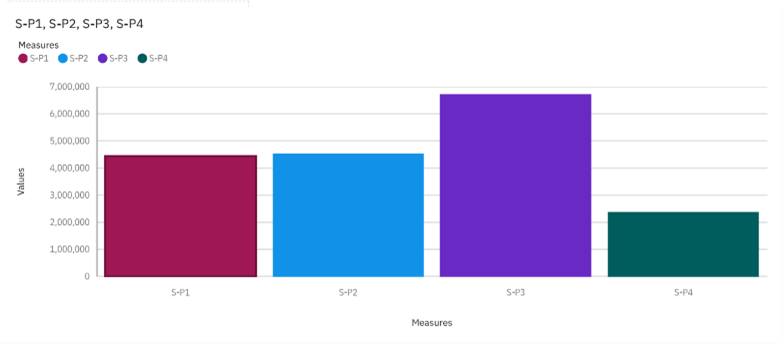 S-P1, S-P2, S-P3, S-P4
Measures
S-P1 S-P2 S-P3 S-P4
7,000,000
6,000,000
5,000,000
4,000,000
3,000,000
2,000,000
1,000,000
0
Values
S-P1 S-P2 S-P3 S-P4
Measures